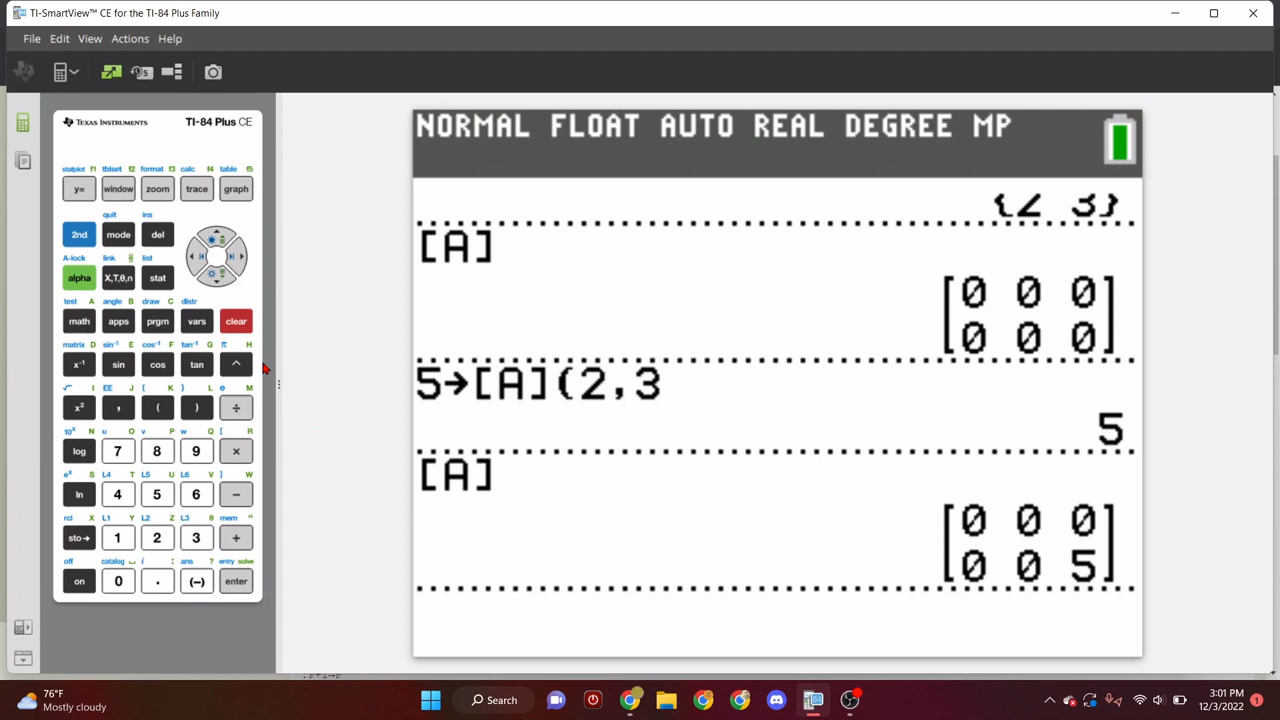 TI-SmartView™ CE for the TI-84 Plus Family
File Edit View Actions Help
TEXAS INSTRUMENTS TI-84 Plus CE
statplot f1 tblset f2 format f3 calc f4 table f5
y= window zoom trace graph
quit ins
2nd mode del
A-lock link list
alpha X,T,θ,n stat
test A angle B draw C distr
math apps prgm vars clear
matrix D sin⁻¹ E cos⁻¹ F tan⁻¹ G π H
x⁻¹ sin cos tan ^
√ I EE J { K } L e M
x² , ( ) ÷
10ˣ N u O v P w Q [ R
log 7 8 9 ×
eˣ S L4 T L5 U L6 V ] W
ln 4 5 6 −
rcl X L1 Y L2 Z L3 θ mem "
sto→ 1 2 3 +
off catalog ⎵ i : ans ? entry solve
on 0 . (−) enter
NORMAL FLOAT AUTO REAL DEGREE MP
{2 3}
[A]
[0 0 0]
[0 0 0]
5→[A](2,3
5
[A]
[0 0 0]
[0 0 5]
76°F
Mostly cloudy
Search
3:01 PM
12/3/2022
1